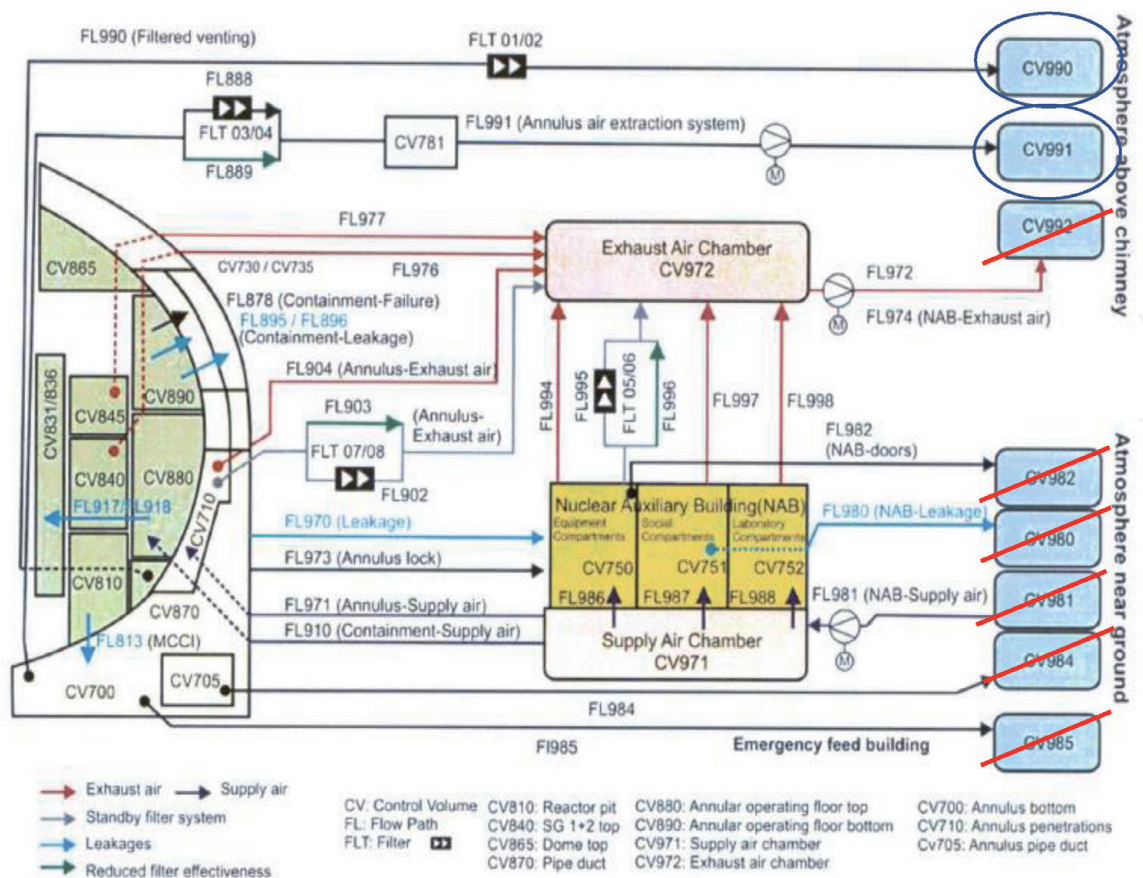 FL990 (Filtered venting)
FLT 01/02
CV990
Atmosphere above chimney
FL888
FLT 03/04
FL889
CV781
FL991 (Annulus air extraction system)
M
CV991
FL977
CV992
CV865
CV730 / CV735
FL976
Exhaust Air Chamber
CV972
FL972
FL878 (Containment-Failure)
FL895 / FL896
(Containment-Leakage)
M
FL974 (NAB-Exhaust air)
FL904 (Annulus-Exhaust air)
CV831/836
CV845
CV890
FL994
FL995
FLT 05/06
FL996
FL997
FL998
FL903
(Annulus-
Exhaust air)
FLT 07/08
FL902
FL982
(NAB-doors)
CV982
Atmosphere near ground
CV840
CV880
CV710
FL917/FL918
Nuclear Auxiliary Building(NAB)
Equipment
Compartments
Social
Compartments
Laboratory
Compartments
FL970 (Leakage)
FL980 (NAB-Leakage)
CV980
FL973 (Annulus lock)
CV750
CV751
CV752
CV810
CV870
FL971 (Annulus-Supply air)
FL986
FL987
FL988
FL981 (NAB-Supply air)
CV981
FL910 (Containment-Supply air)
FL813 (MCCI)
Supply Air Chamber
CV971
M
CV984
CV700
CV705
FL984
FI985
Emergency feed building
CV985
Exhaust air
Supply air
Standby filter system
Leakages
Reduced filter effectiveness
CV: Control Volume
FL: Flow Path
FLT: Filter
CV810: Reactor pit
CV840: SG 1+2 top
CV865: Dome top
CV870: Pipe duct
CV880: Annular operating floor top
CV890: Annular operating floor bottom
CV971: Supply air chamber
CV972: Exhaust air chamber
CV700: Annulus bottom
CV710: Annulus penetrations
Cv705: Annulus pipe duct